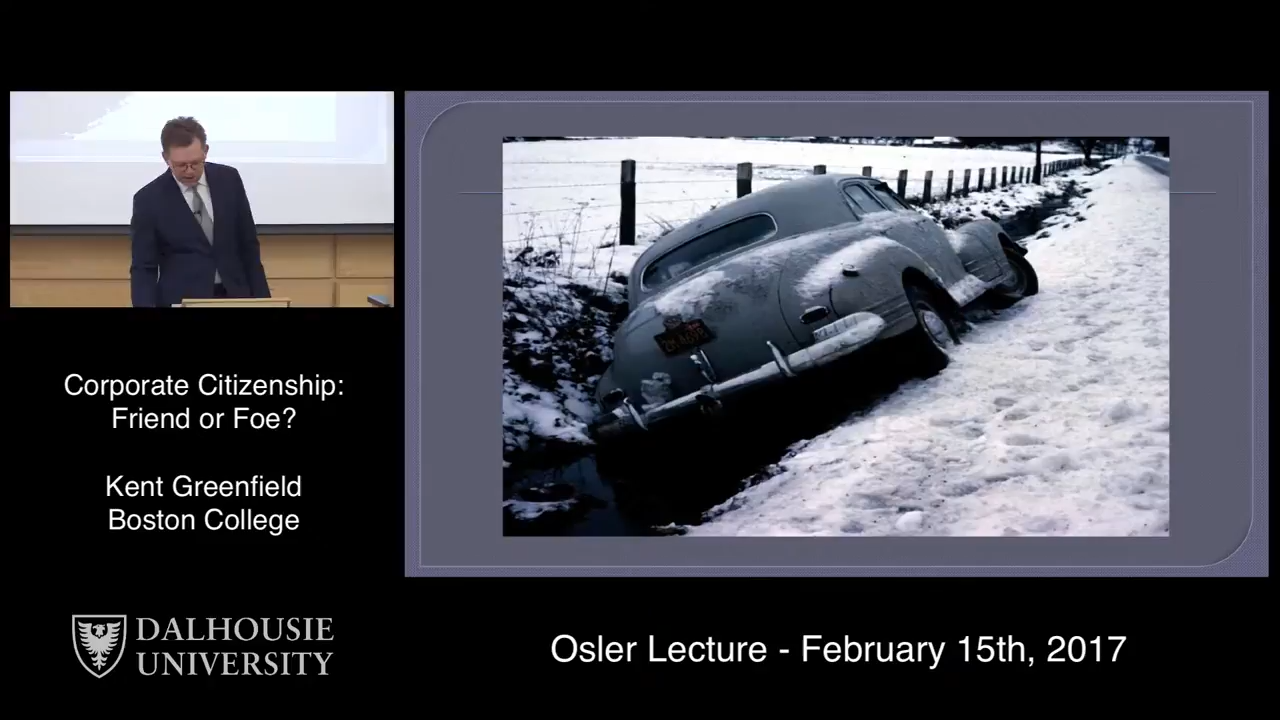 Corporate Citizenship:
Friend or Foe?
Kent Greenfield
Boston College
DALHOUSIE
UNIVERSITY
Osler Lecture - February 15th, 2017